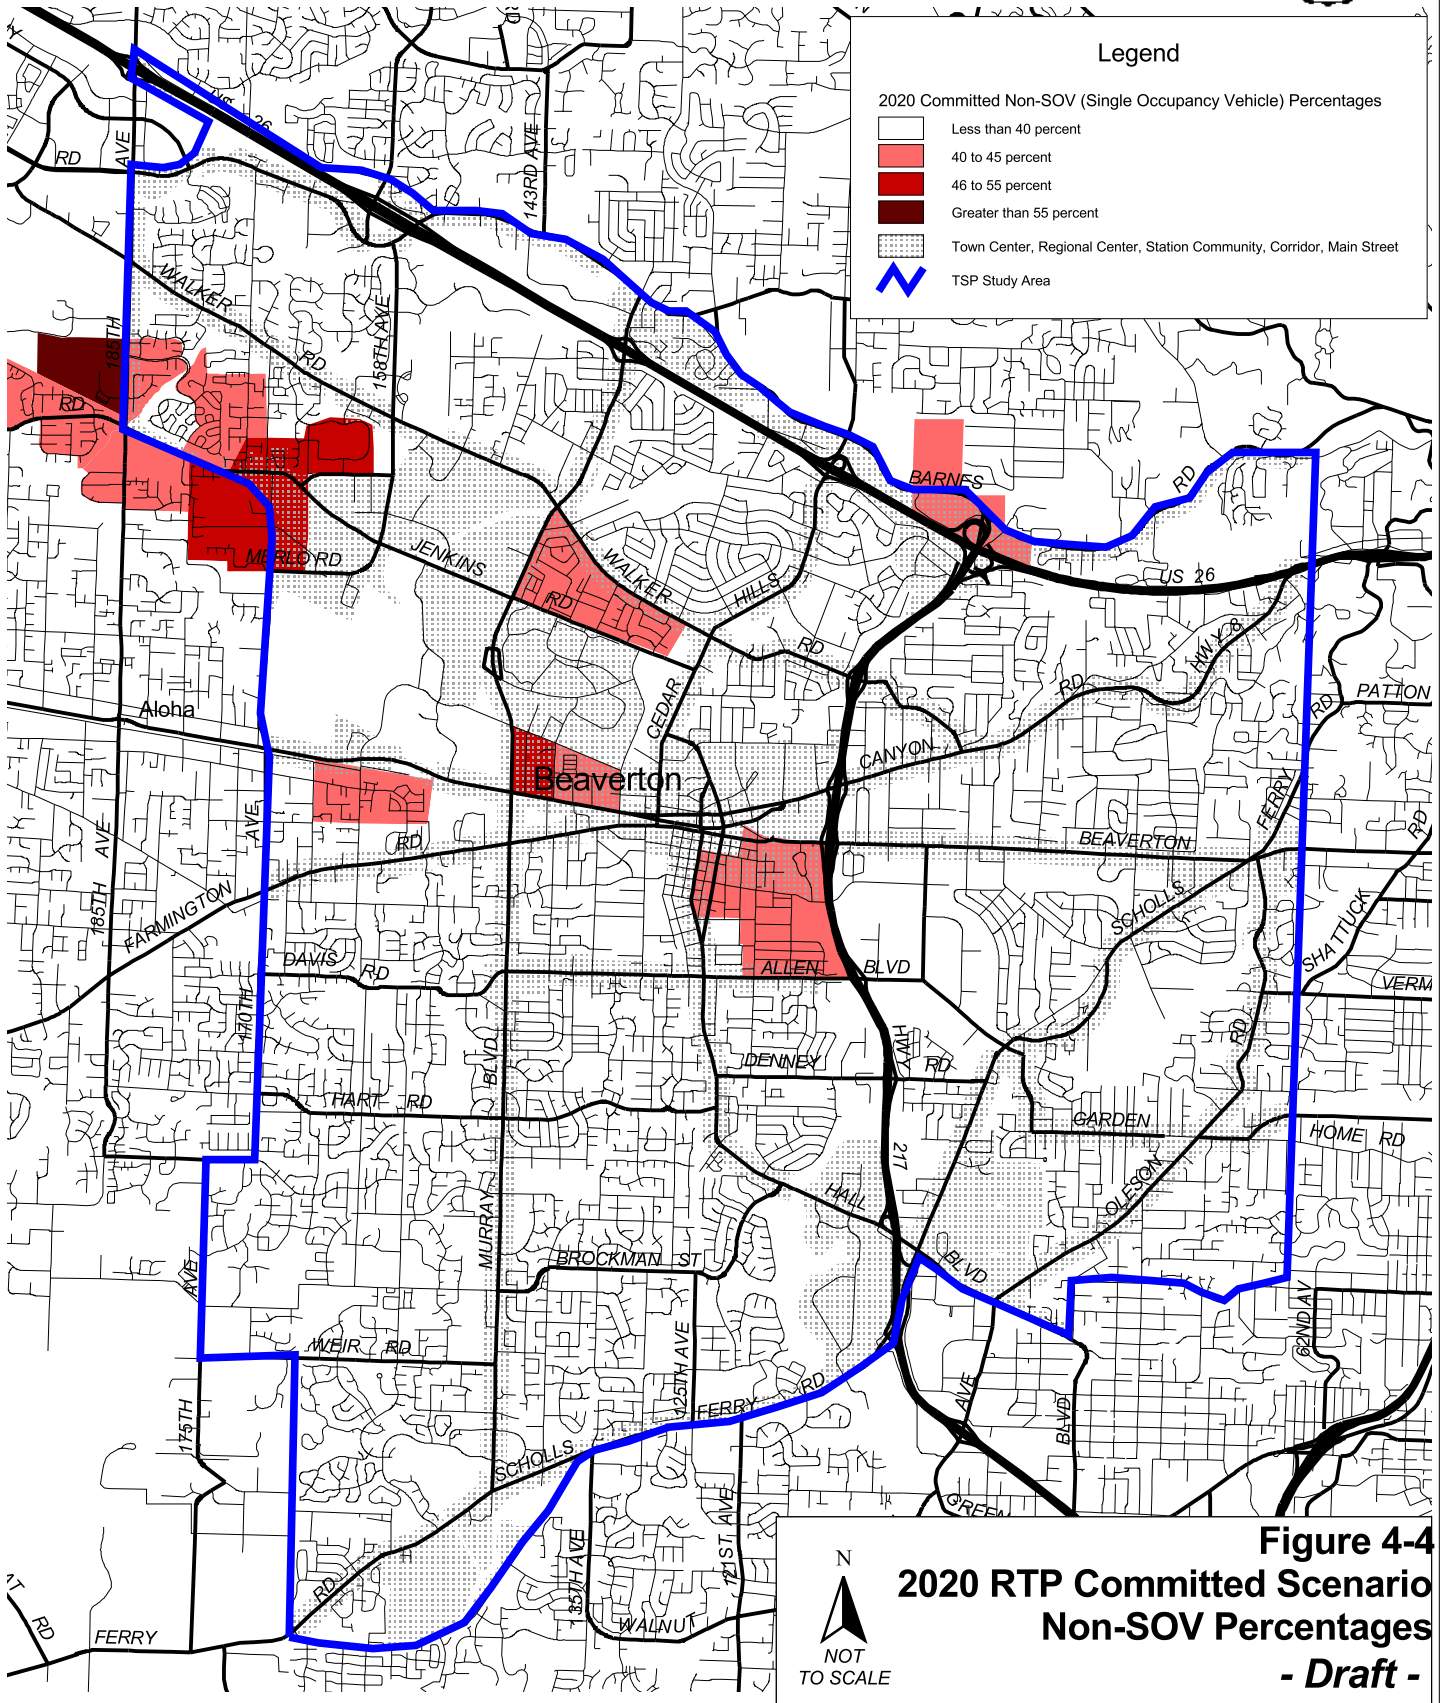 Legend
2020 Committed Non-SOV (Single Occupancy Vehicle) Percentages
Less than 40 percent
40 to 45 percent
46 to 55 percent
Greater than 55 percent
Town Center, Regional Center, Station Community, Corridor, Main Street
TSP Study Area
US 26
RD
AVE
143RD AVE
WALKER
RD
158TH AVE
185TH
RD
BARNES
RD
MERLO RD
JENKINS
RD
WALKER
RD
HILLS
CEDAR
US 26
HWY 8
RD
CANYON
PATTON
RD
Aloha
Beaverton
FERRY
RD
BEAVERTON
AVE
185TH
AVE
RD
FARMINGTON
SCHOLLS
SHATTUCK
DAVIS
RD
ALLEN
BLVD
VERM
170TH
BLVD
HWY
RD
DENNEY
RD
HART
RD
GARDEN
HOME RD
217
OLESON
HALL
BLVD
MURRAY
BROCKMAN ST
AVE
62ND AV
WEIR
RD
125TH AVE
FERRY
RD
AVE
BLVD
175TH
SCHOLLS
GREEN
121ST AVE
135TH AVE
RD
WALNUT
RD
FERRY
N
NOT
TO SCALE
Figure 4-4
2020 RTP Committed Scenario
Non-SOV Percentages
- Draft -